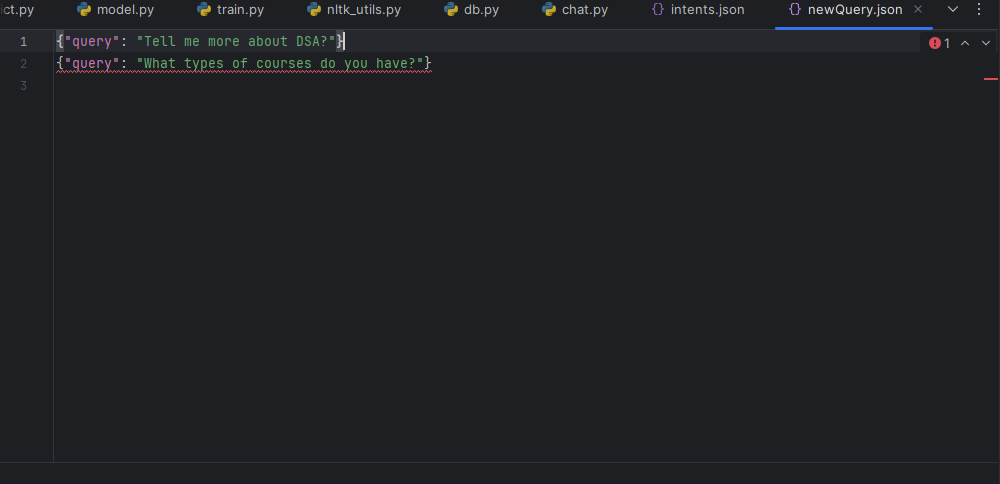 ct.py model.py train.py nltk_utils.py db.py chat.py {} intents.json {} newQuery.json
1 {"query": "Tell me more about DSA?"} 1
2 {"query": "What types of courses do you have?"}
3